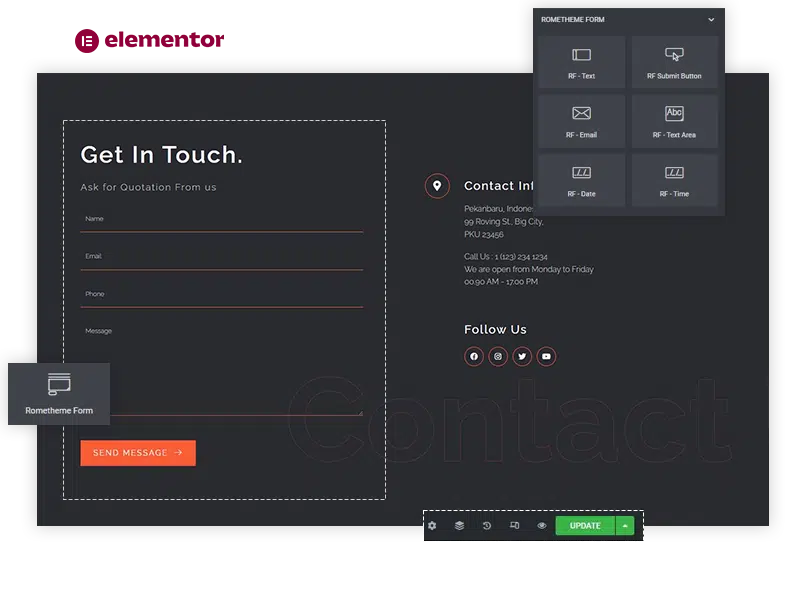 elementor
ROMETHEME FORM
RF - Text
RF Submit Button
RF - Email
Abc
RF - Text Area
RF - Date
RF - Time
Get In Touch.
Ask for Quotation From us
Name
Email
Phone
Message
SEND MESSAGE
Rometheme Form
Contact Inf
Pekanbaru, Indones
99 Roving St., Big City,
PKU 23456
Call Us : 1 (123) 234 1234
We are open from Monday to Friday
00.90 AM - 17.00 PM
Follow Us
Contact
UPDATE